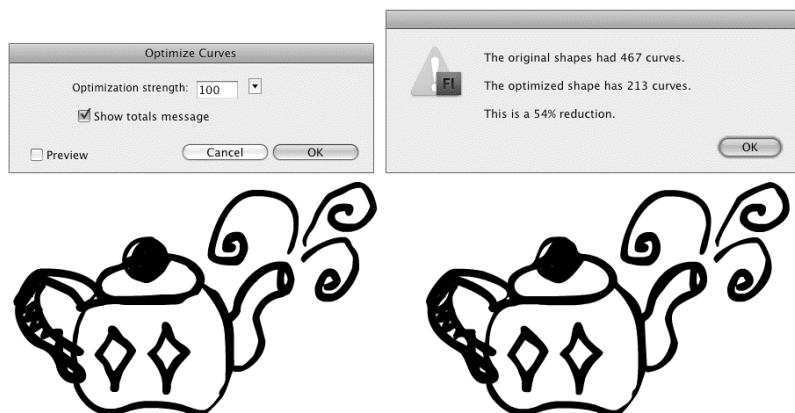 Optimize Curves
Optimization strength: 100
Show totals message
Preview
Cancel
OK
The original shapes had 467 curves.
The optimized shape has 213 curves.
This is a 54% reduction.
Fl
OK